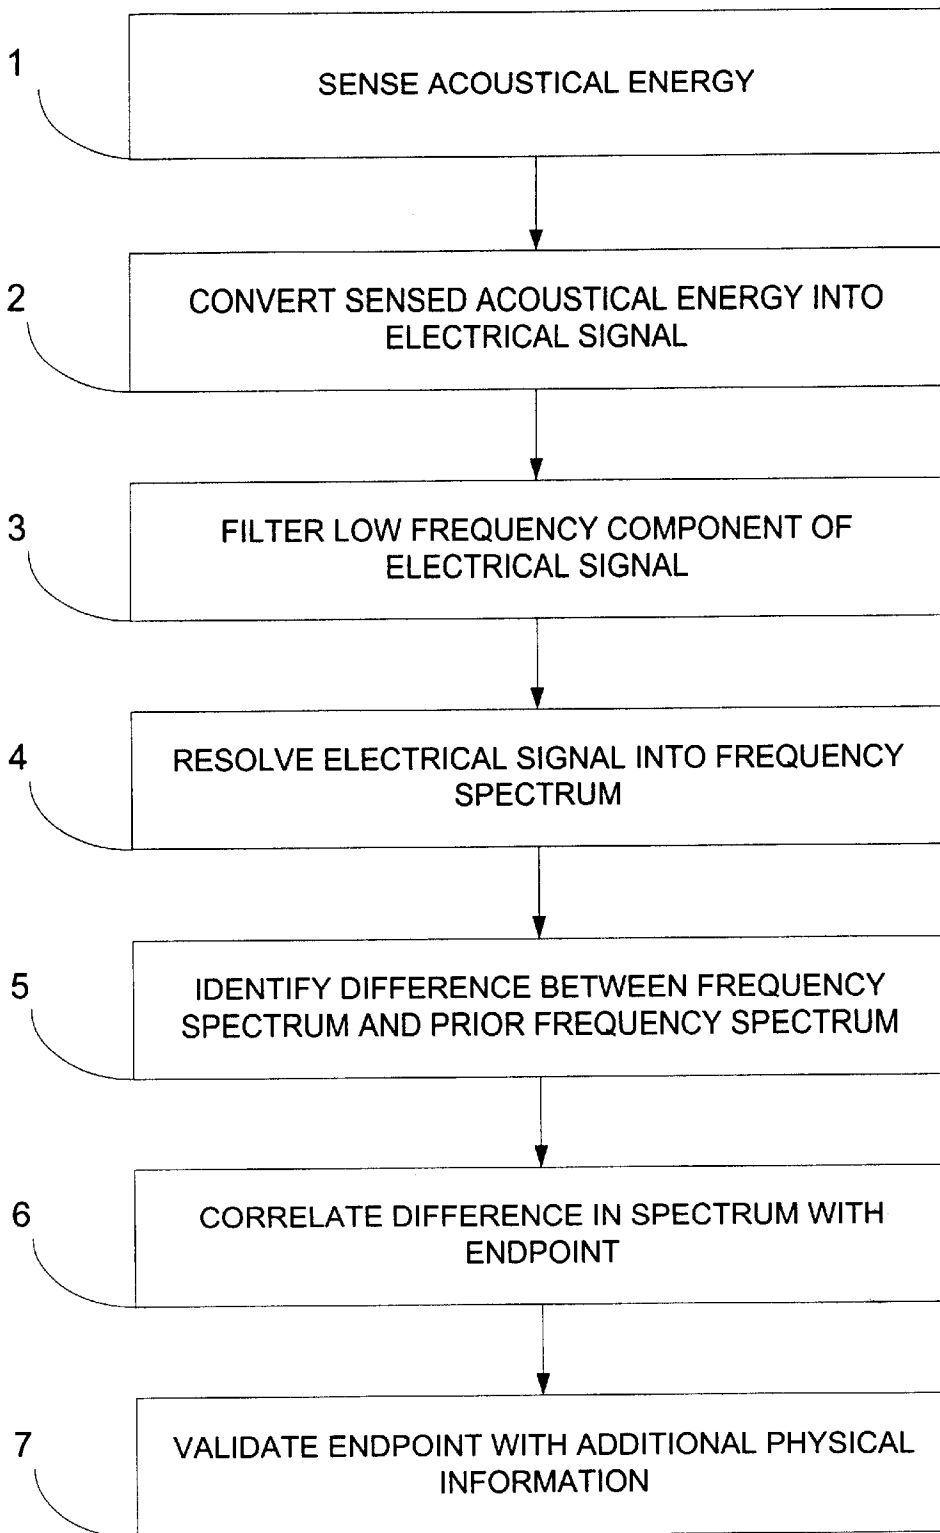 1
SENSE ACOUSTICAL ENERGY
2
CONVERT SENSED ACOUSTICAL ENERGY INTO
ELECTRICAL SIGNAL
3
FILTER LOW FREQUENCY COMPONENT OF
ELECTRICAL SIGNAL
4
RESOLVE ELECTRICAL SIGNAL INTO FREQUENCY
SPECTRUM
5
IDENTIFY DIFFERENCE BETWEEN FREQUENCY
SPECTRUM AND PRIOR FREQUENCY SPECTRUM
6
CORRELATE DIFFERENCE IN SPECTRUM WITH
ENDPOINT
7
VALIDATE ENDPOINT WITH ADDITIONAL PHYSICAL
INFORMATION